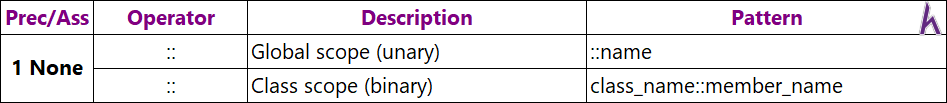 Prec/Ass Operator Description Pattern
1 None :: Global scope (unary) ::name
:: Class scope (binary) class_name::member_name